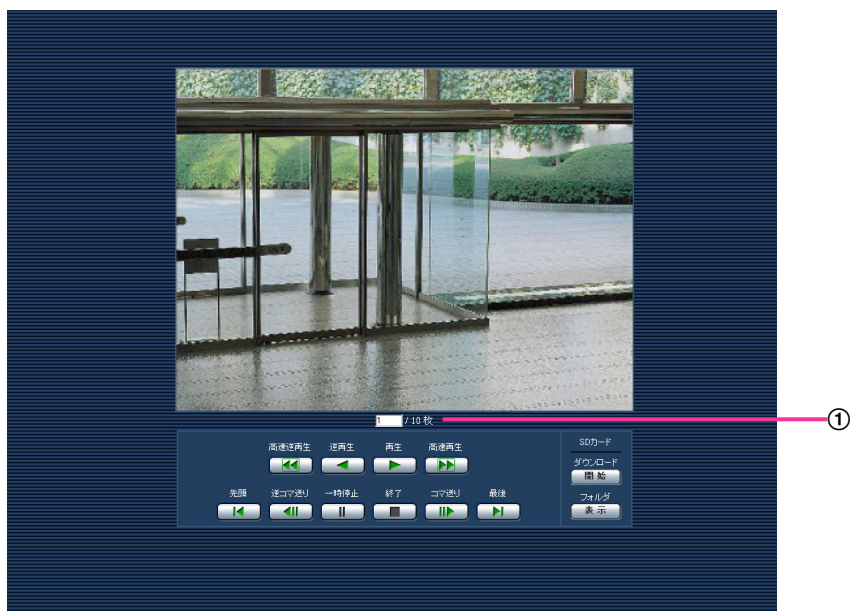 1 / 10 枚
①
高速逆再生 逆再生 再生 高速再生
先頭 逆コマ送り 一時停止 終了 コマ送り 最後
SDカード
ダウンロード
開 始
フォルダ
表 示